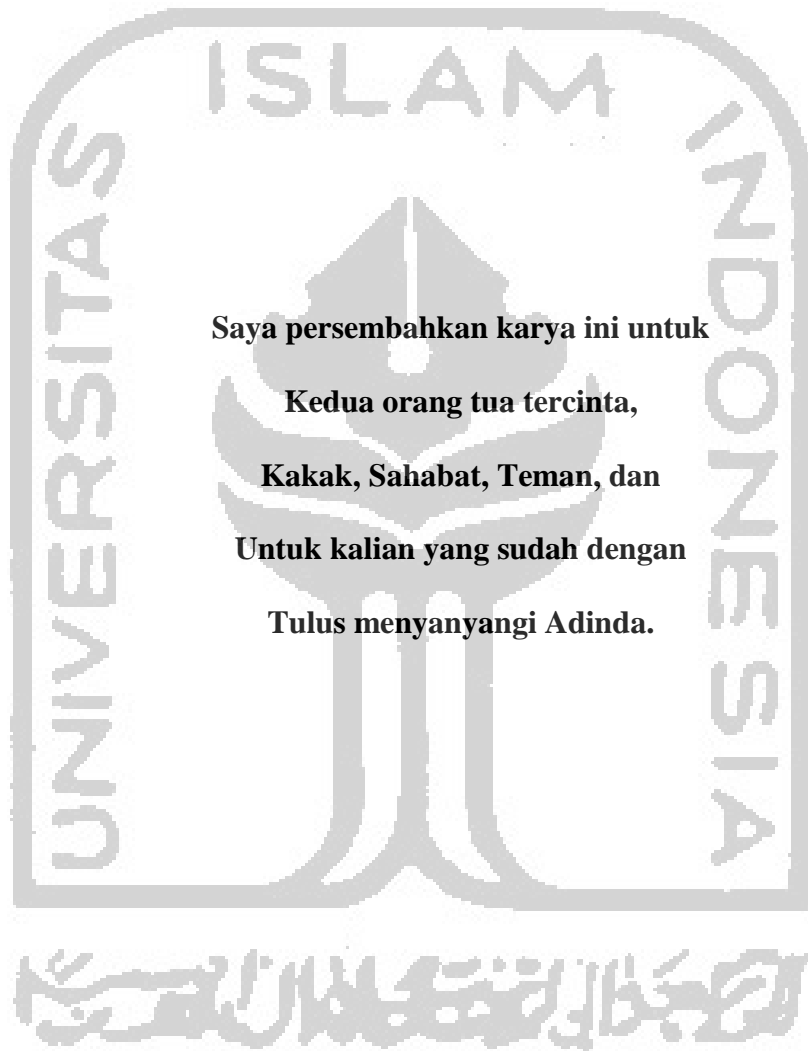 ISLAM
UNIVERSITAS
INDONESIA
Saya persembahkan karya ini untuk
Kedua orang tua tercinta,
Kakak, Sahabat, Teman, dan
Untuk kalian yang sudah dengan
Tulus menyanyangi Adinda.